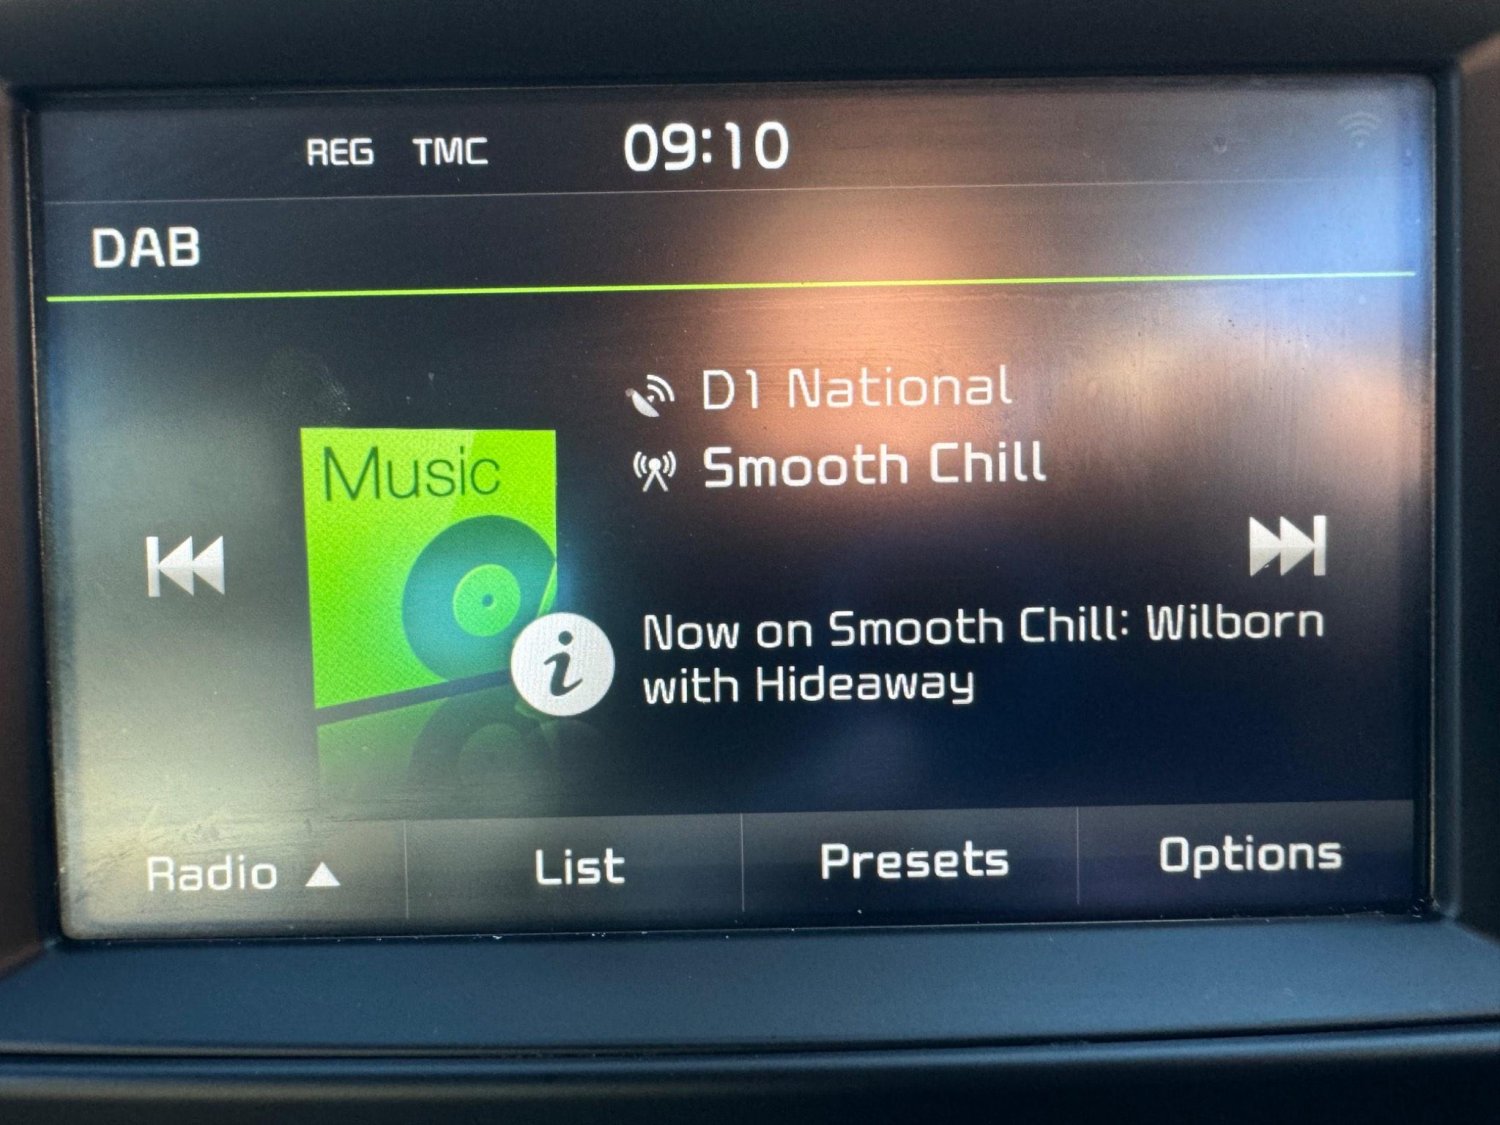 REG TMC 09:10
DAB
D1 National
Music
Smooth Chill
Now on Smooth Chill: Wilborn
with Hideaway
Radio ▲
List
Presets
Options